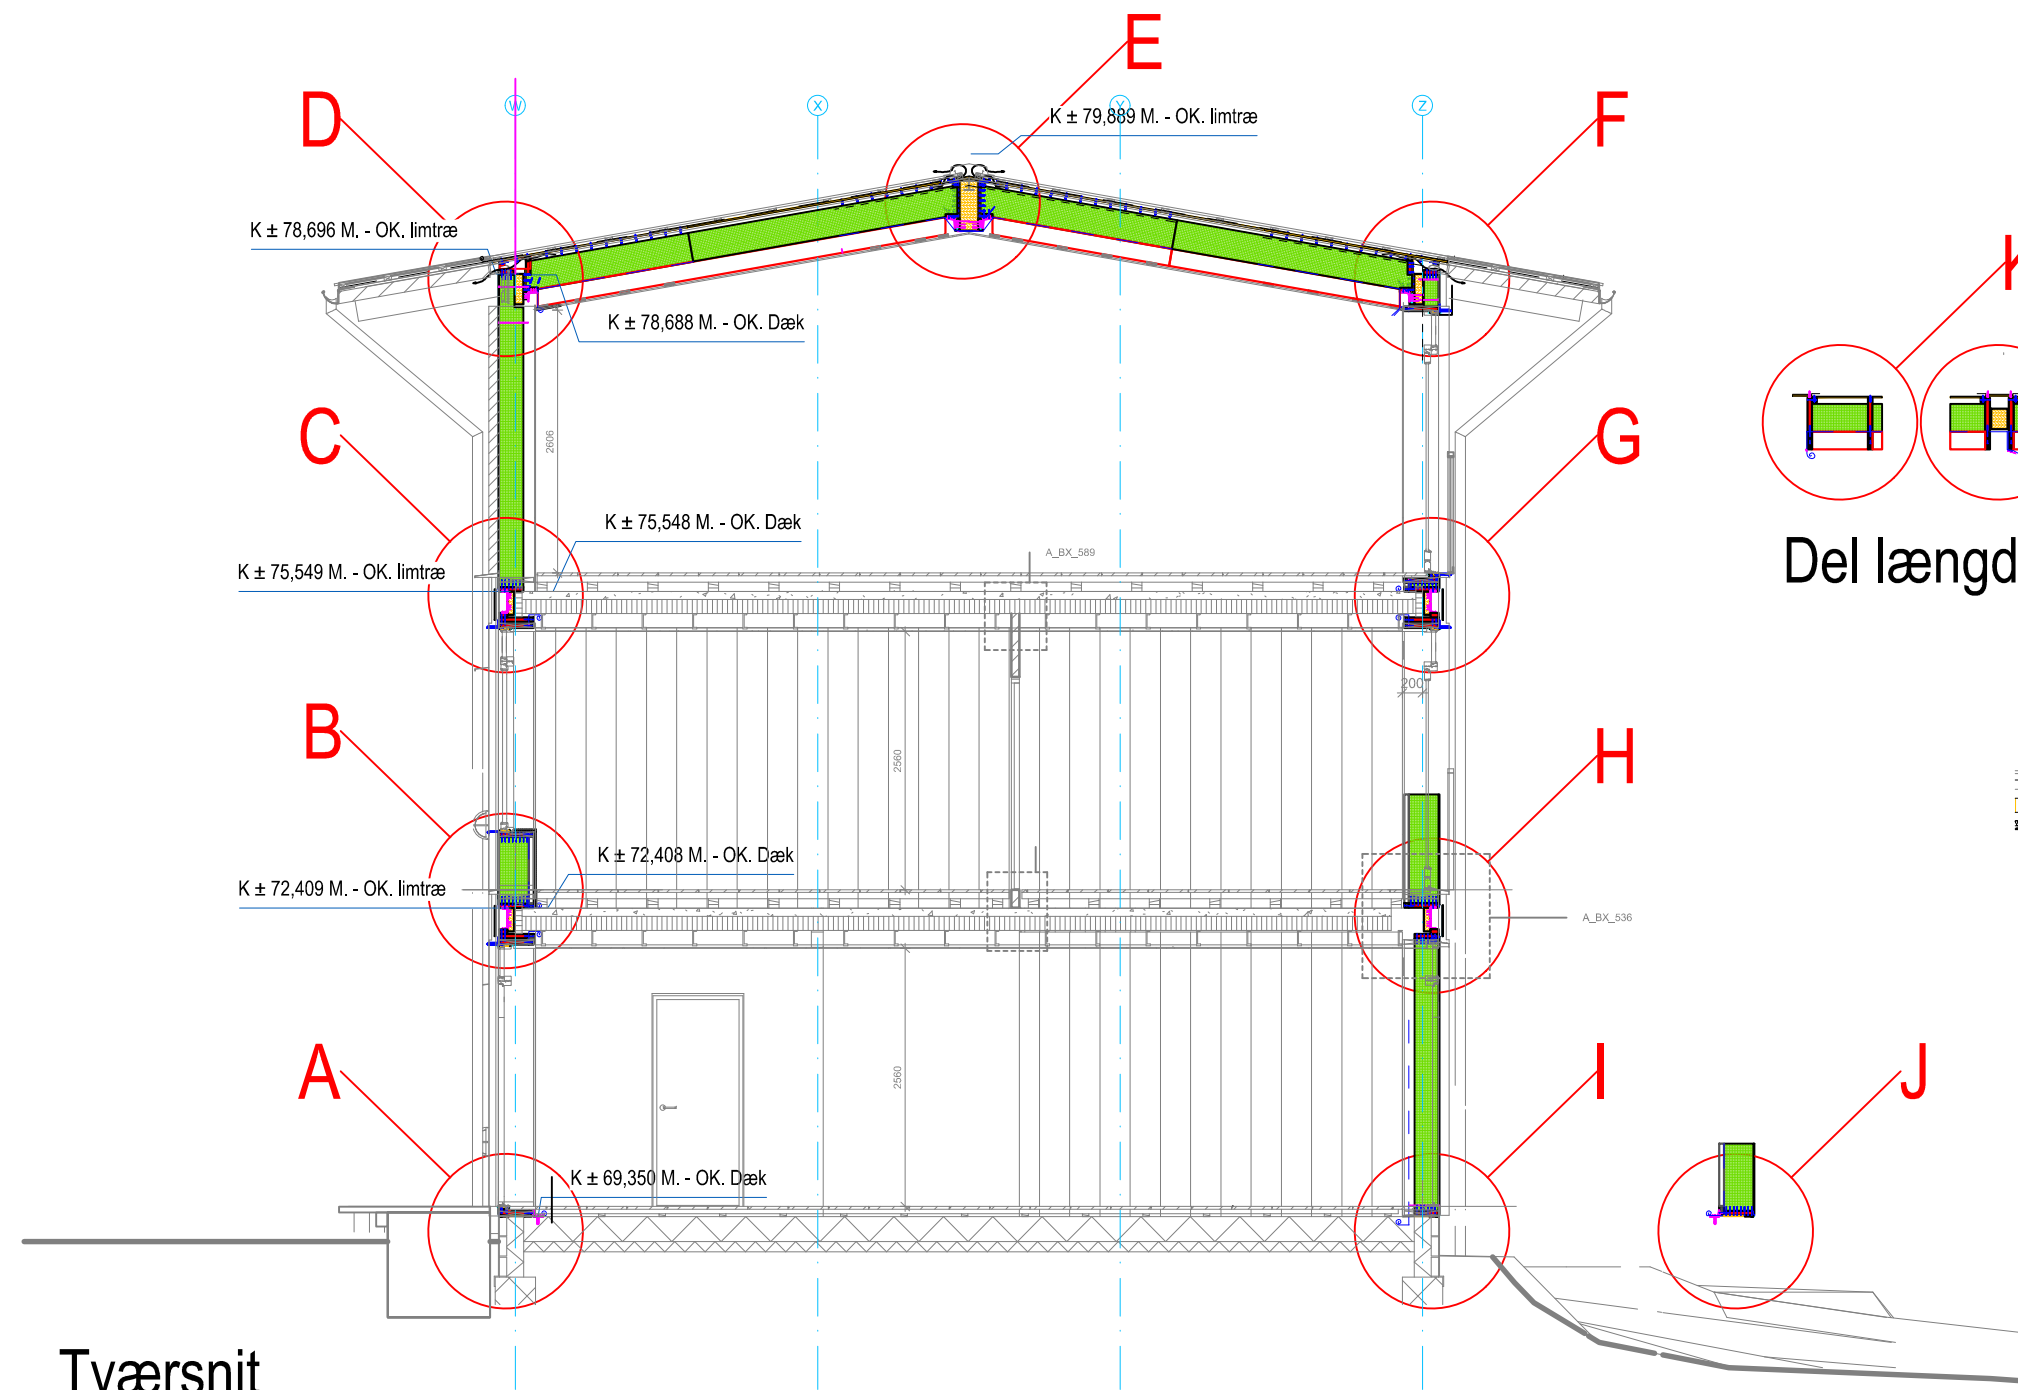 E
D
W
X
Y
Z
F
K ± 79,889 M. - OK. limtræ
K ± 78,696 M. - OK. limtræ
K
K ± 78,688 M. - OK. Dæk
C
2606
G
K ± 75,548 M. - OK. Dæk
A_BX_589
Del længd
K ± 75,549 M. - OK. limtræ
200
B
2560
H
K ± 72,408 M. - OK. Dæk
K ± 72,409 M. - OK. limtræ
A_BX_536
A
2560
I
J
K ± 69,350 M. - OK. Dæk
Tværsnit